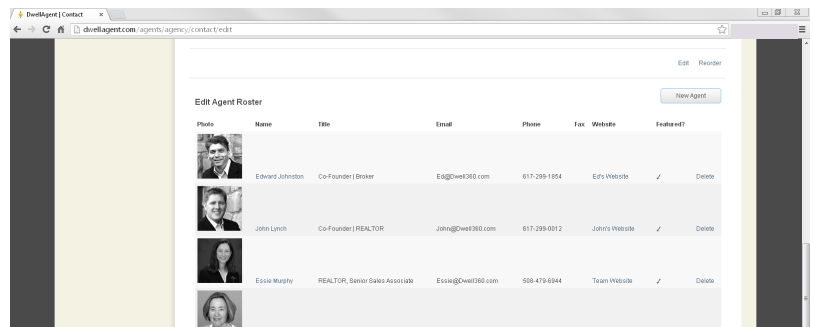 DwellAgent | Contact
dwellagent.com/agents/agency/contact/edit
Edit Reorder
Edit Agent Roster
New Agent
Photo Name Title Email Phone Fax Website Featured?
Edward Johnston Co-Founder | Broker Ed@Dwell360.com 617-299-1854 Ed's Website ✓ Delete
John Lynch Co-Founder | REALTOR John@Dwell360.com 617-299-0012 John's Website ✓ Delete
Essie Murphy REALTOR, Senior Sales Associate Essie@Dwell360.com 508-479-6944 Team Website ✓ Delete